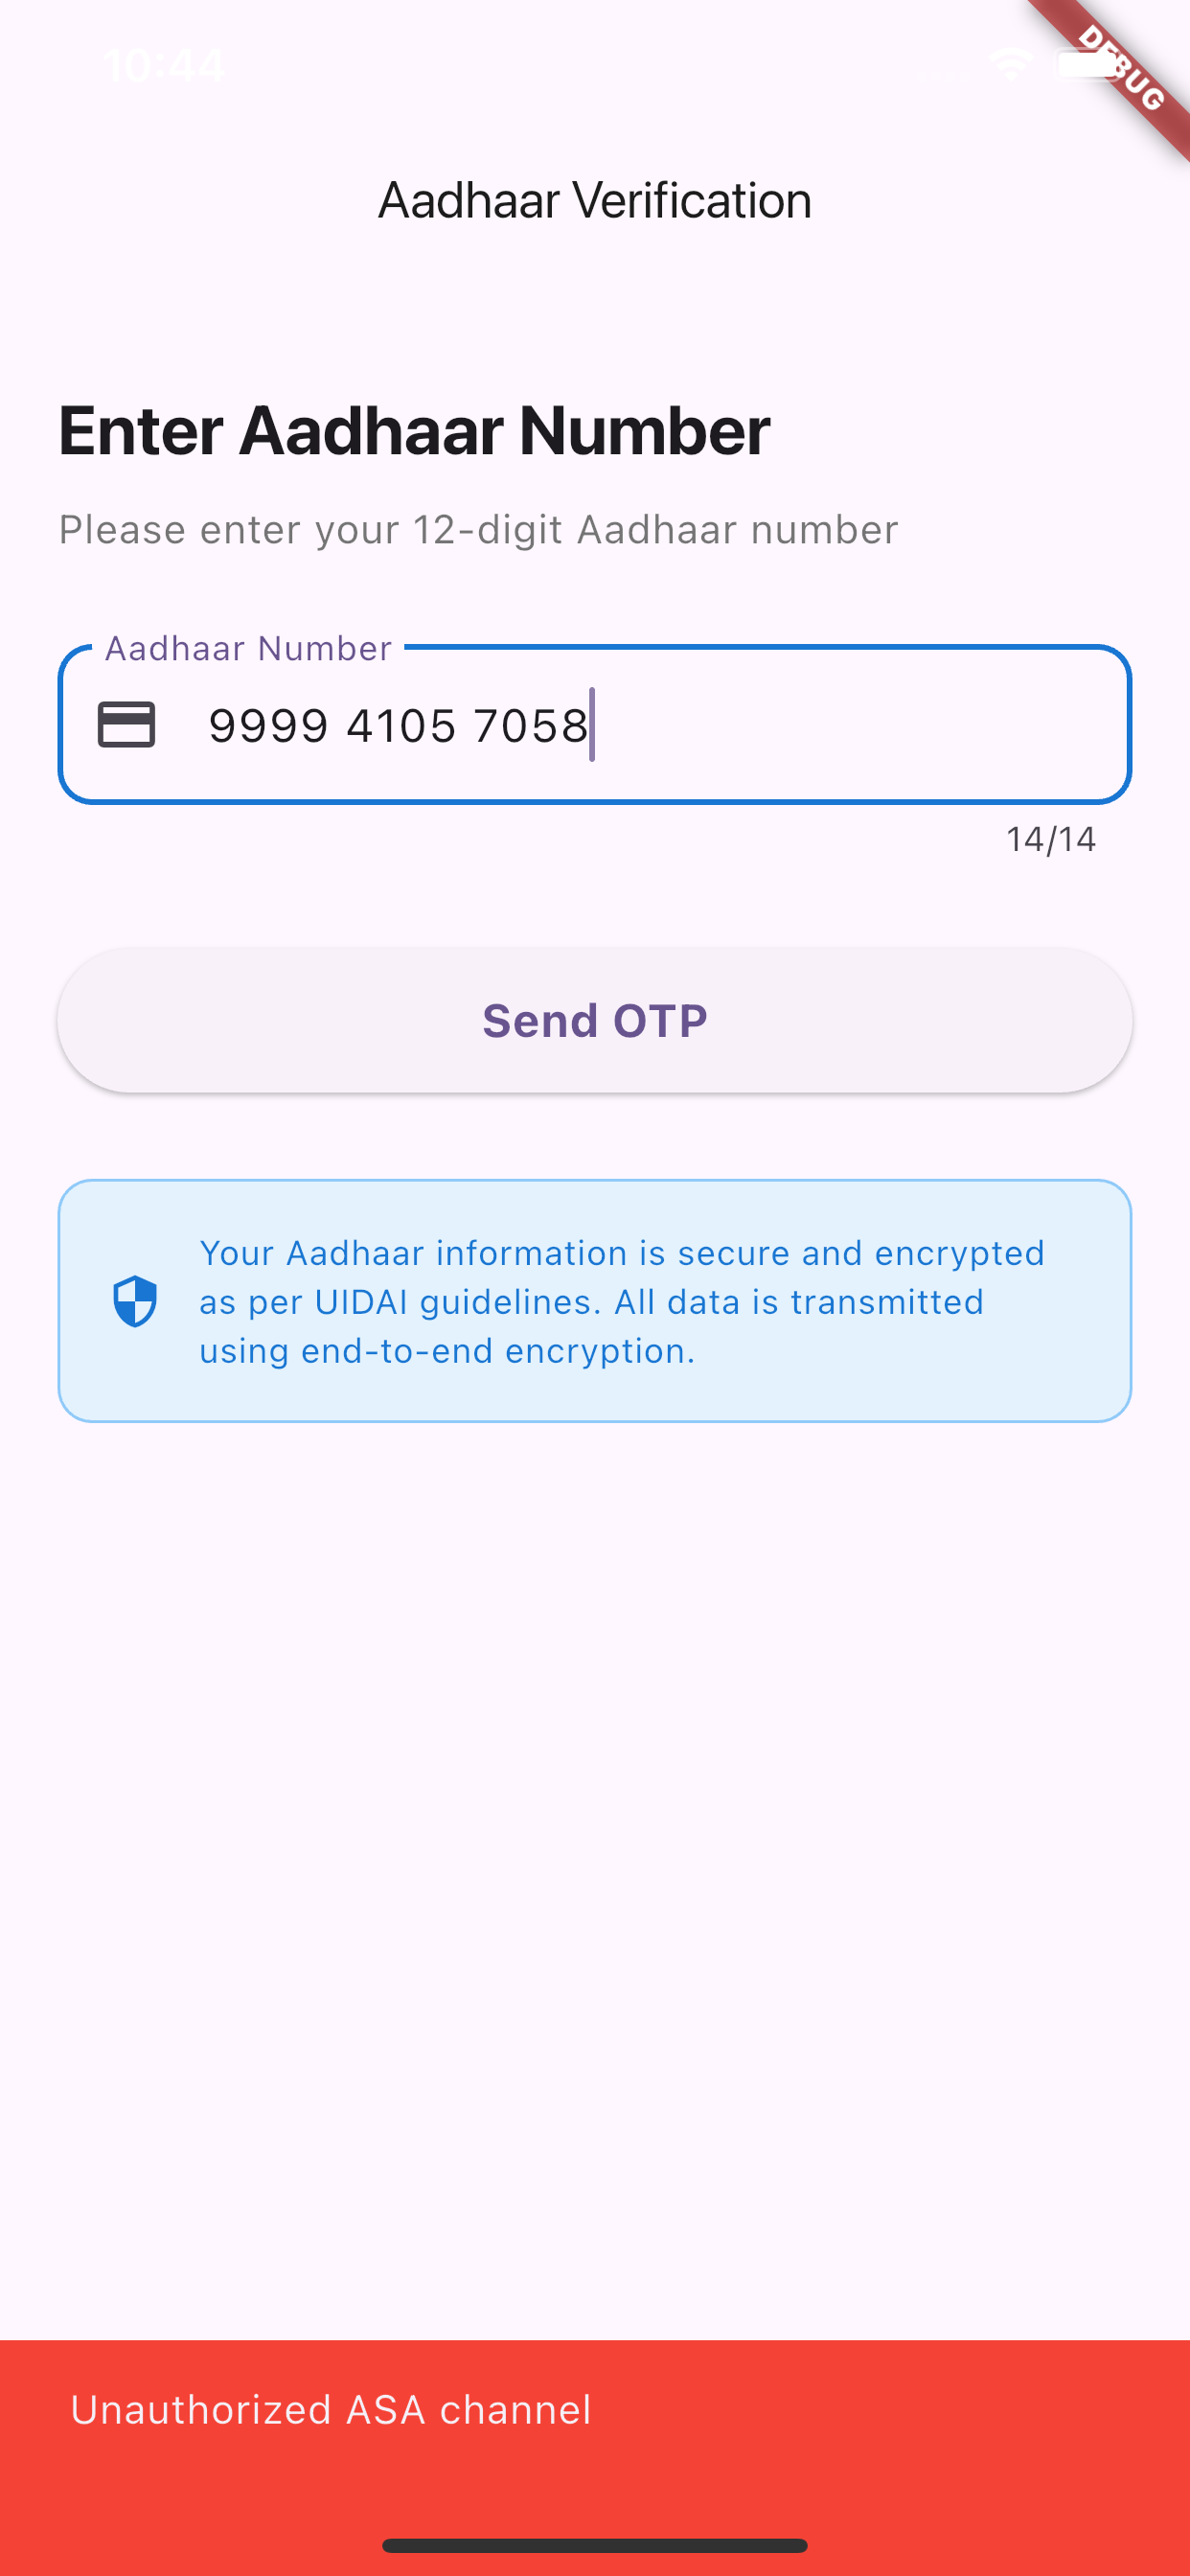 10:44
DEBUG
Aadhaar Verification
Enter Aadhaar Number
Please enter your 12-digit Aadhaar number
Aadhaar Number
9999 4105 7058
14/14
Send OTP
Your Aadhaar information is secure and encrypted
as per UIDAI guidelines. All data is transmitted
using end-to-end encryption.
Unauthorized ASA channel